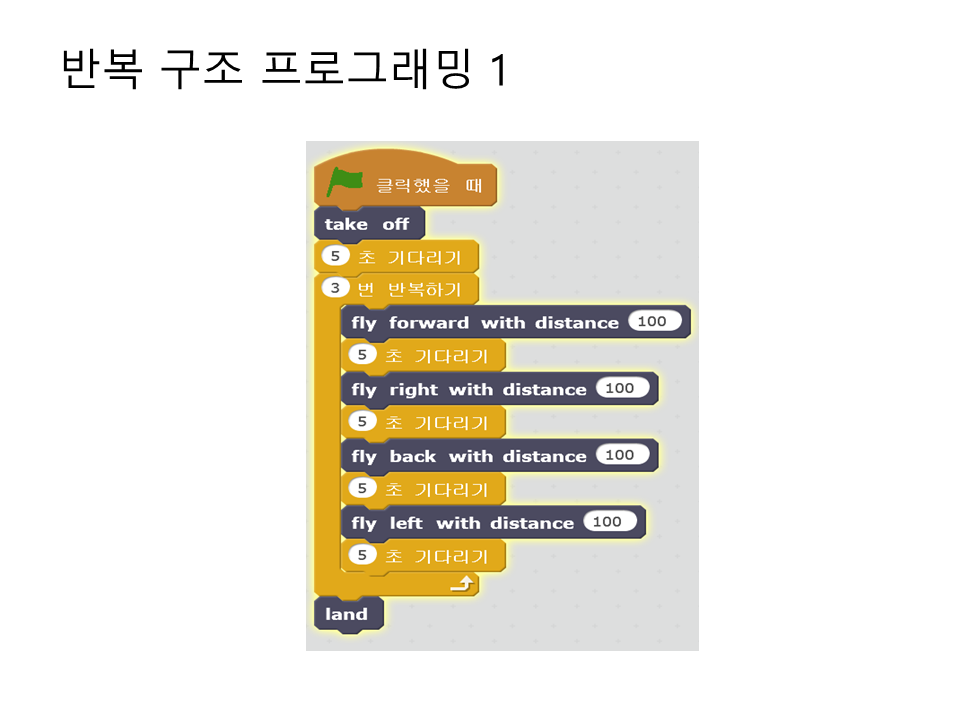 반복 구조 프로그래밍 1
클릭했을 때
take off
5 초 기다리기
3 번 반복하기
fly forward with distance 100
5 초 기다리기
fly right with distance 100
5 초 기다리기
fly back with distance 100
5 초 기다리기
fly left with distance 100
5 초 기다리기
land